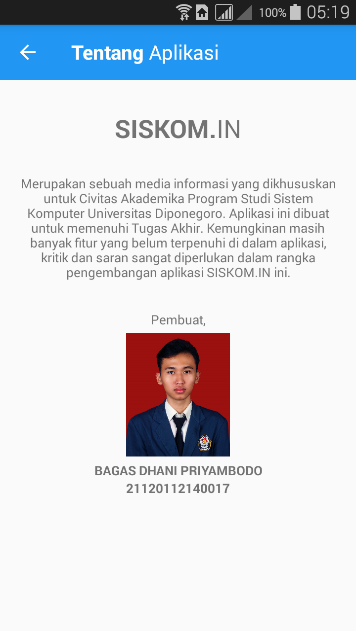 100% 05:19
Tentang Aplikasi
SISKOM.IN
Merupakan sebuah media informasi yang dikhususkan
untuk Civitas Akademika Program Studi Sistem
Komputer Universitas Diponegoro. Aplikasi ini dibuat
untuk memenuhi Tugas Akhir. Kemungkinan masih
banyak fitur yang belum terpenuhi di dalam aplikasi,
kritik dan saran sangat diperlukan dalam rangka
pengembangan aplikasi SISKOM.IN ini.
Pembuat,
BAGAS DHANI PRIYAMBODO
21120112140017